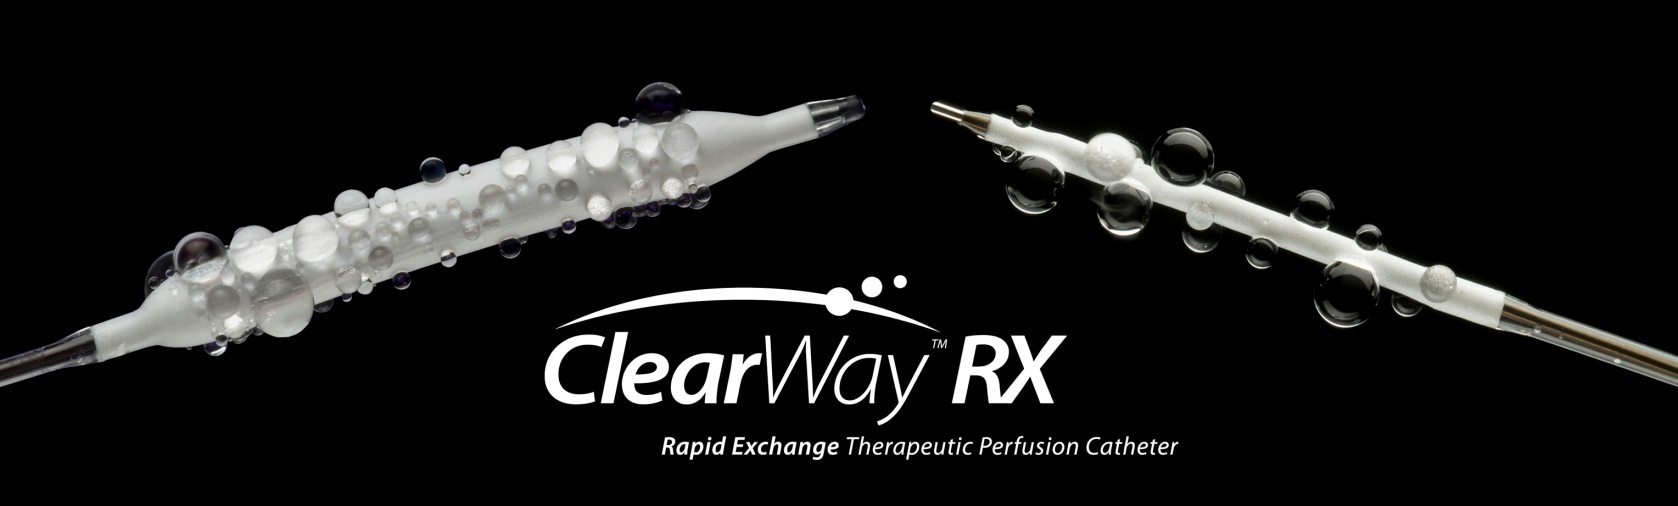 ClearWay™ RX
Rapid Exchange Therapeutic Perfusion Catheter